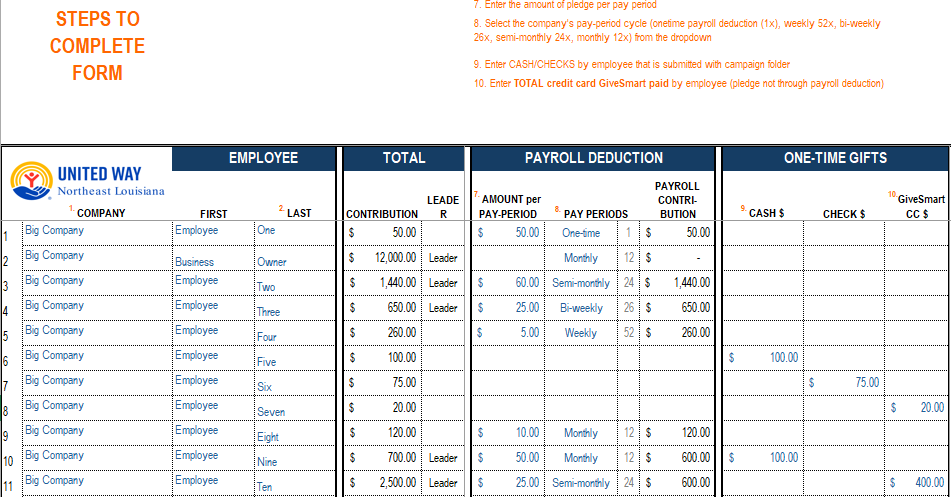 STEPS TO
COMPLETE
FORM
7. Enter the amount of pledge per pay period
8. Select the company's pay-period cycle (onetime payroll deduction (1x), weekly 52x, bi-weekly
26x, semi-monthly 24x, monthly 12x) from the dropdown
9. Enter CASH/CHECKS by employee that is submitted with campaign folder
10. Enter TOTAL credit card GiveSmart paid by employee (pledge not through payroll deduction)
UNITED WAY
Northeast Louisiana
EMPLOYEE TOTAL PAYROLL DEDUCTION ONE-TIME GIFTS
1. COMPANY FIRST 2. LAST CONTRIBUTION LEADE R 7. AMOUNT per PAY-PERIOD 8. PAY PERIODS PAYROLL CONTRI- BUTION 9. CASH $ CHECK $ 10. GiveSmart CC $
1 Big Company Employee One $ 50.00 $ 50.00 One-time 1 $ 50.00
2 Big Company Business Owner $ 12,000.00 Leader Monthly 12 $ -
3 Big Company Employee Two $ 1,440.00 Leader $ 60.00 Semi-monthly 24 $ 1,440.00
4 Big Company Employee Three $ 650.00 Leader $ 25.00 Bi-weekly 26 $ 650.00
5 Big Company Employee Four $ 260.00 $ 5.00 Weekly 52 $ 260.00
6 Big Company Employee Five $ 100.00 $ 100.00
7 Big Company Employee Six $ 75.00 $ 75.00
8 Big Company Employee Seven $ 20.00 $ 20.00
9 Big Company Employee Eight $ 120.00 $ 10.00 Monthly 12 $ 120.00
10 Big Company Employee Nine $ 700.00 Leader $ 50.00 Monthly 12 $ 600.00 $ 100.00
11 Big Company Employee Ten $ 2,500.00 Leader $ 25.00 Semi-monthly 24 $ 600.00 $ 400.00